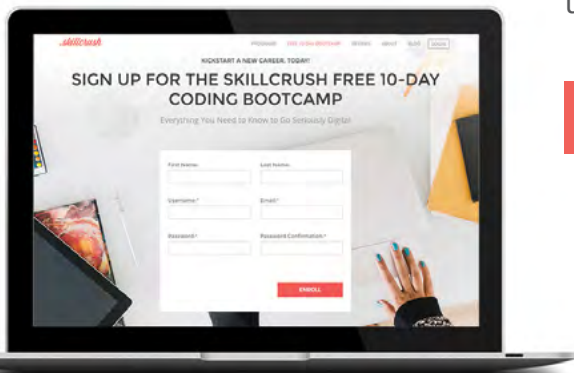 skillcrush
PROGRAMS FREE CODING BOOTCAMP REVIEWS ABOUT BLOG LOGIN
KICKSTART A NEW CAREER, TODAY!
SIGN UP FOR THE SKILLCRUSH FREE 10-DAY
CODING BOOTCAMP
Everything You Need to Know to Go Seriously Digital
First Name: Last Name:
Username:* Email:*
Password:* Password Confirmation:*
ENROLL